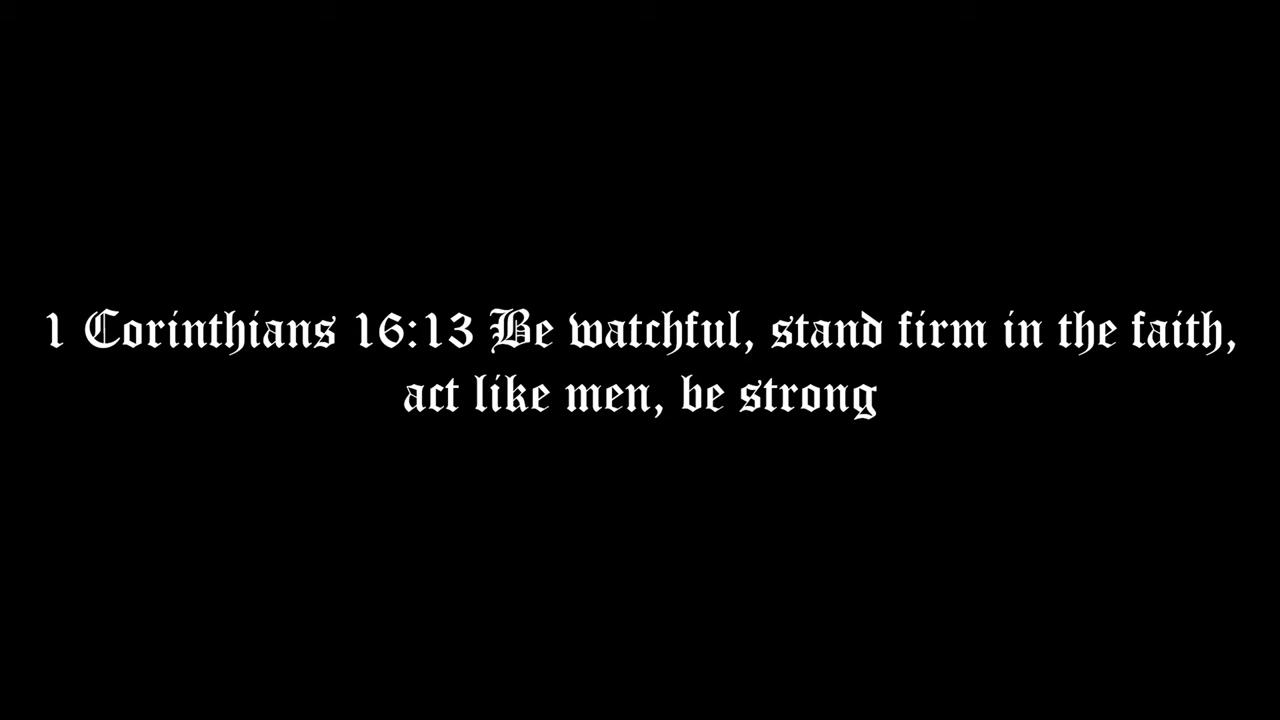 1 Corinthians 16:13 Be watchful, stand firm in the faith,
act like men, be strong